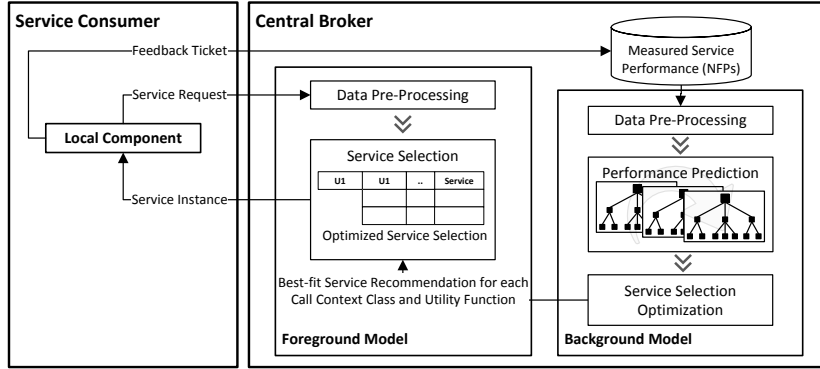 Service Consumer
Central Broker
Feedback Ticket
Measured Service
Performance (NFPs)
Service Request
Data Pre-Processing
Local Component
Service Selection
U1 U1 .. Service
Optimized Service Selection
Service Instance
Best-fit Service Recommendation for each
Call Context Class and Utility Function
Foreground Model
Data Pre-Processing
Performance Prediction
Service Selection
Optimization
Background Model